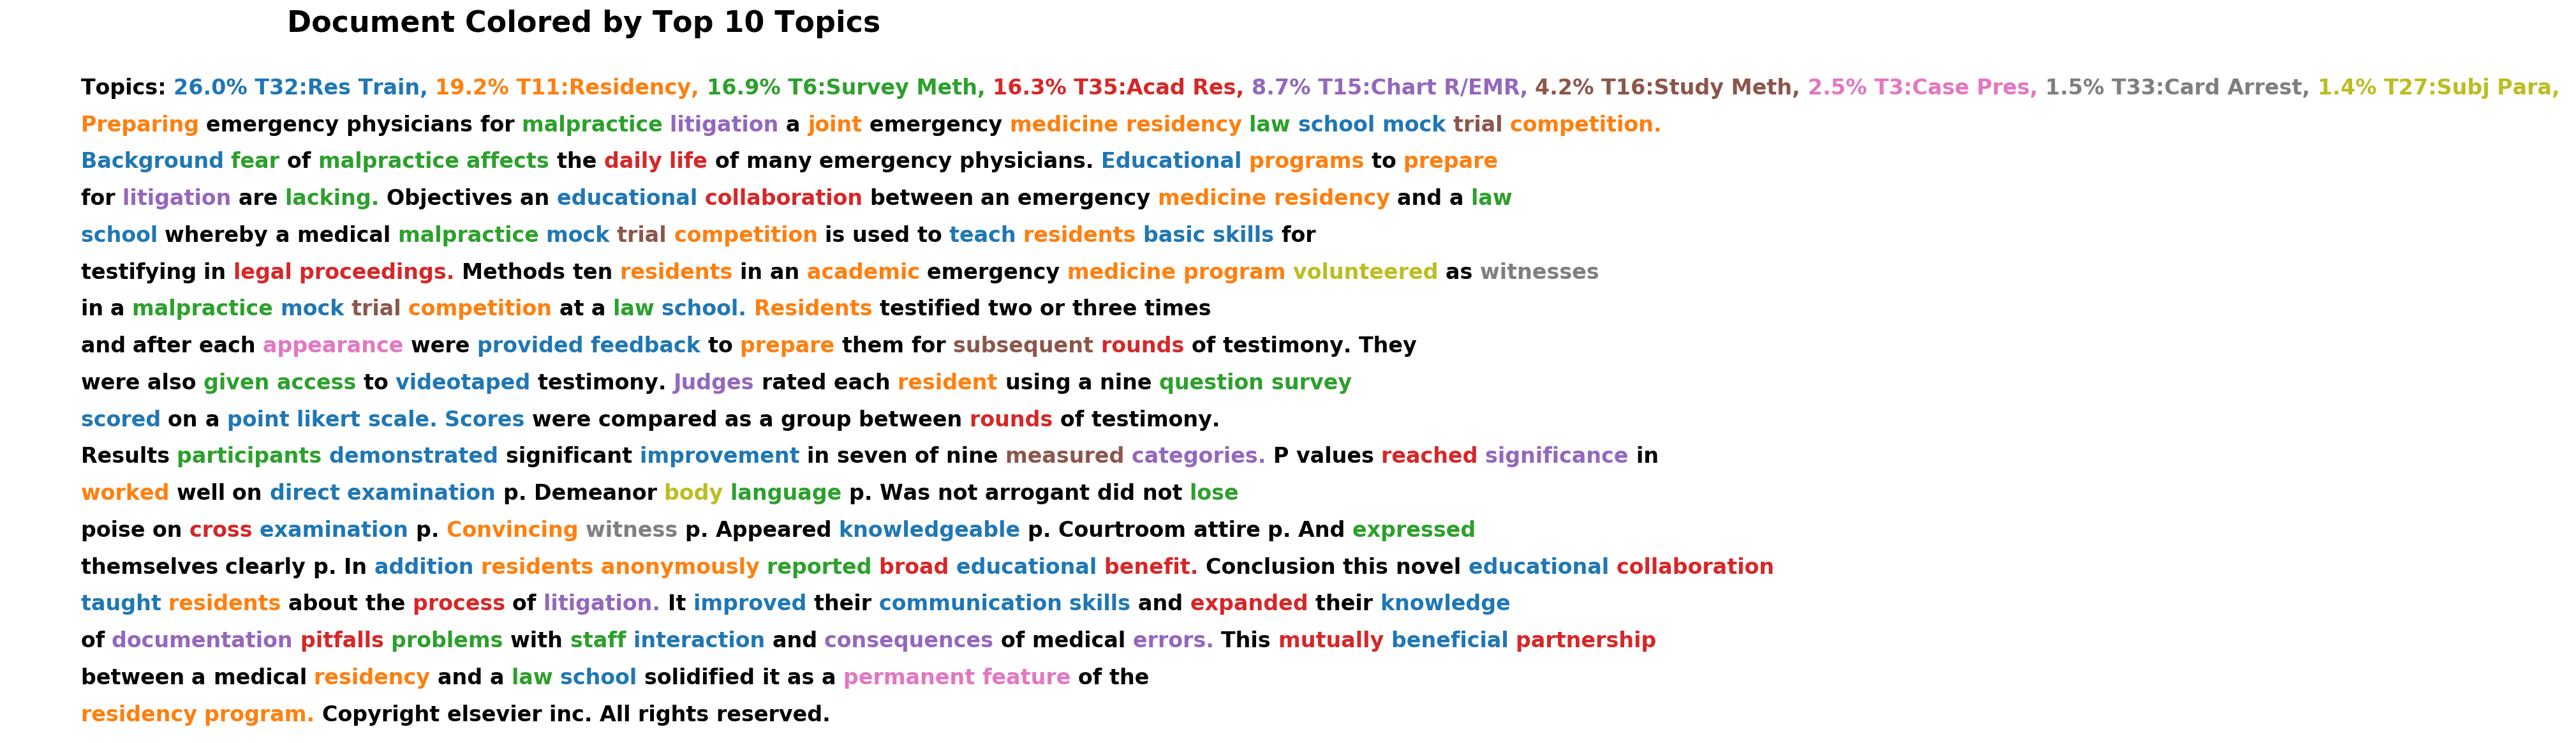 Document Colored by Top 10 Topics
Topics: 26.0% T32:Res Train, 19.2% T11:Residency, 16.9% T6:Survey Meth, 16.3% T35:Acad Res, 8.7% T15:Chart R/EMR, 4.2% T16:Study Meth, 2.5% T3:Case Pres, 1.5% T33:Card Arrest, 1.4% T27:Subj Para,
Preparing emergency physicians for malpractice litigation a joint emergency medicine residency law school mock trial competition.
Background fear of malpractice affects the daily life of many emergency physicians. Educational programs to prepare
for litigation are lacking. Objectives an educational collaboration between an emergency medicine residency and a law
school whereby a medical malpractice mock trial competition is used to teach residents basic skills for
testifying in legal proceedings. Methods ten residents in an academic emergency medicine program volunteered as witnesses
in a malpractice mock trial competition at a law school. Residents testified two or three times
and after each appearance were provided feedback to prepare them for subsequent rounds of testimony. They
were also given access to videotaped testimony. Judges rated each resident using a nine question survey
scored on a point likert scale. Scores were compared as a group between rounds of testimony.
Results participants demonstrated significant improvement in seven of nine measured categories. P values reached significance in
worked well on direct examination p. Demeanor body language p. Was not arrogant did not lose
poise on cross examination p. Convincing witness p. Appeared knowledgeable p. Courtroom attire p. And expressed
themselves clearly p. In addition residents anonymously reported broad educational benefit. Conclusion this novel educational collaboration
taught residents about the process of litigation. It improved their communication skills and expanded their knowledge
of documentation pitfalls problems with staff interaction and consequences of medical errors. This mutually beneficial partnership
between a medical residency and a law school solidified it as a permanent feature of the
residency program. Copyright elsevier inc. All rights reserved.